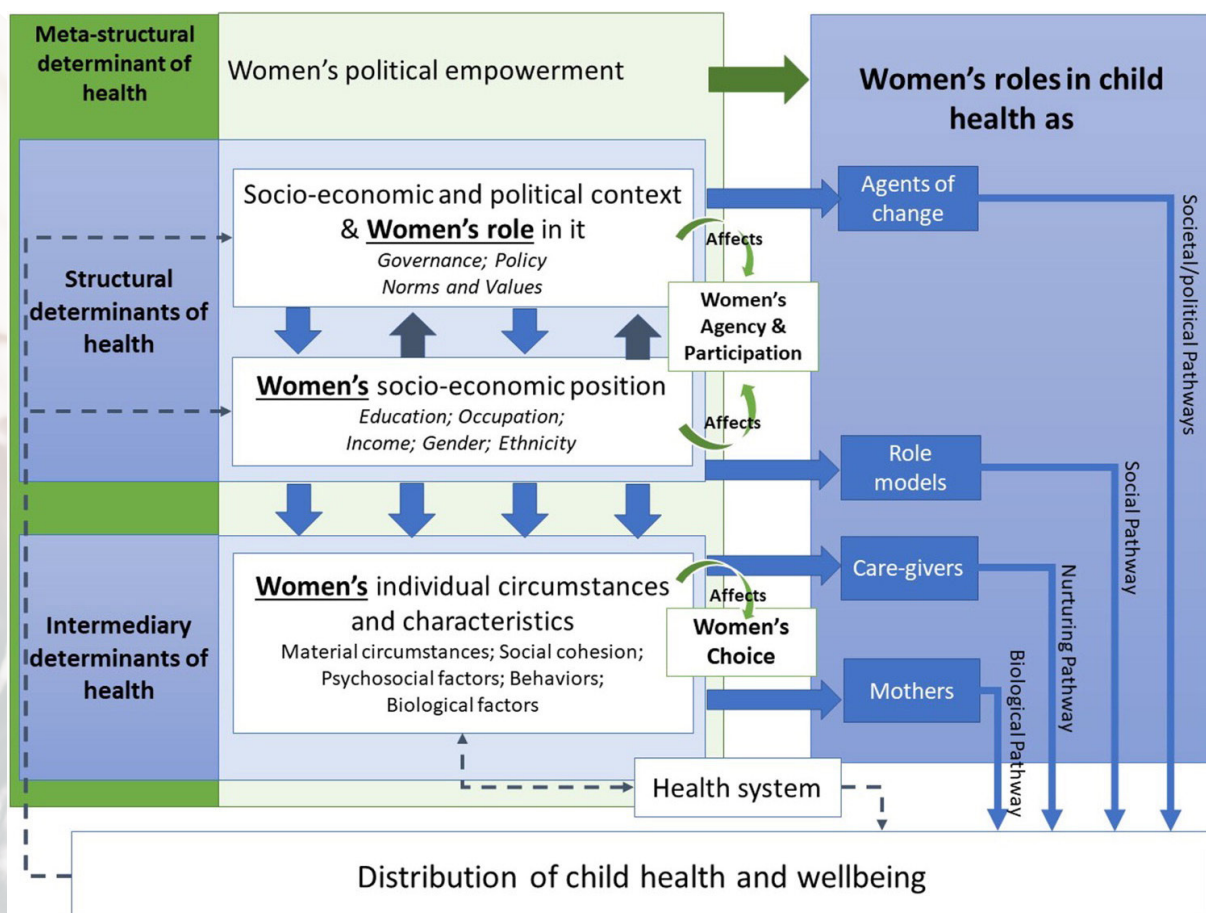 Meta-structural
determinant of
health
Women's political empowerment
Women's roles in child
health as
Structural
determinants of
health
Socio-economic and political context
& Women's role in it
Governance; Policy
Norms and Values
Affects
Women's
Agency &
Participation
Women's socio-economic position
Education; Occupation;
Income; Gender; Ethnicity
Affects
Agents of
change
Societal/political Pathways
Role
models
Social Pathway
Intermediary
determinants of
health
Women's individual circumstances
and characteristics
Material circumstances; Social cohesion;
Psychosocial factors; Behaviors;
Biological factors
Affects
Women's
Choice
Care-givers
Nurturing Pathway
Mothers
Biological Pathway
Health system
Distribution of child health and wellbeing